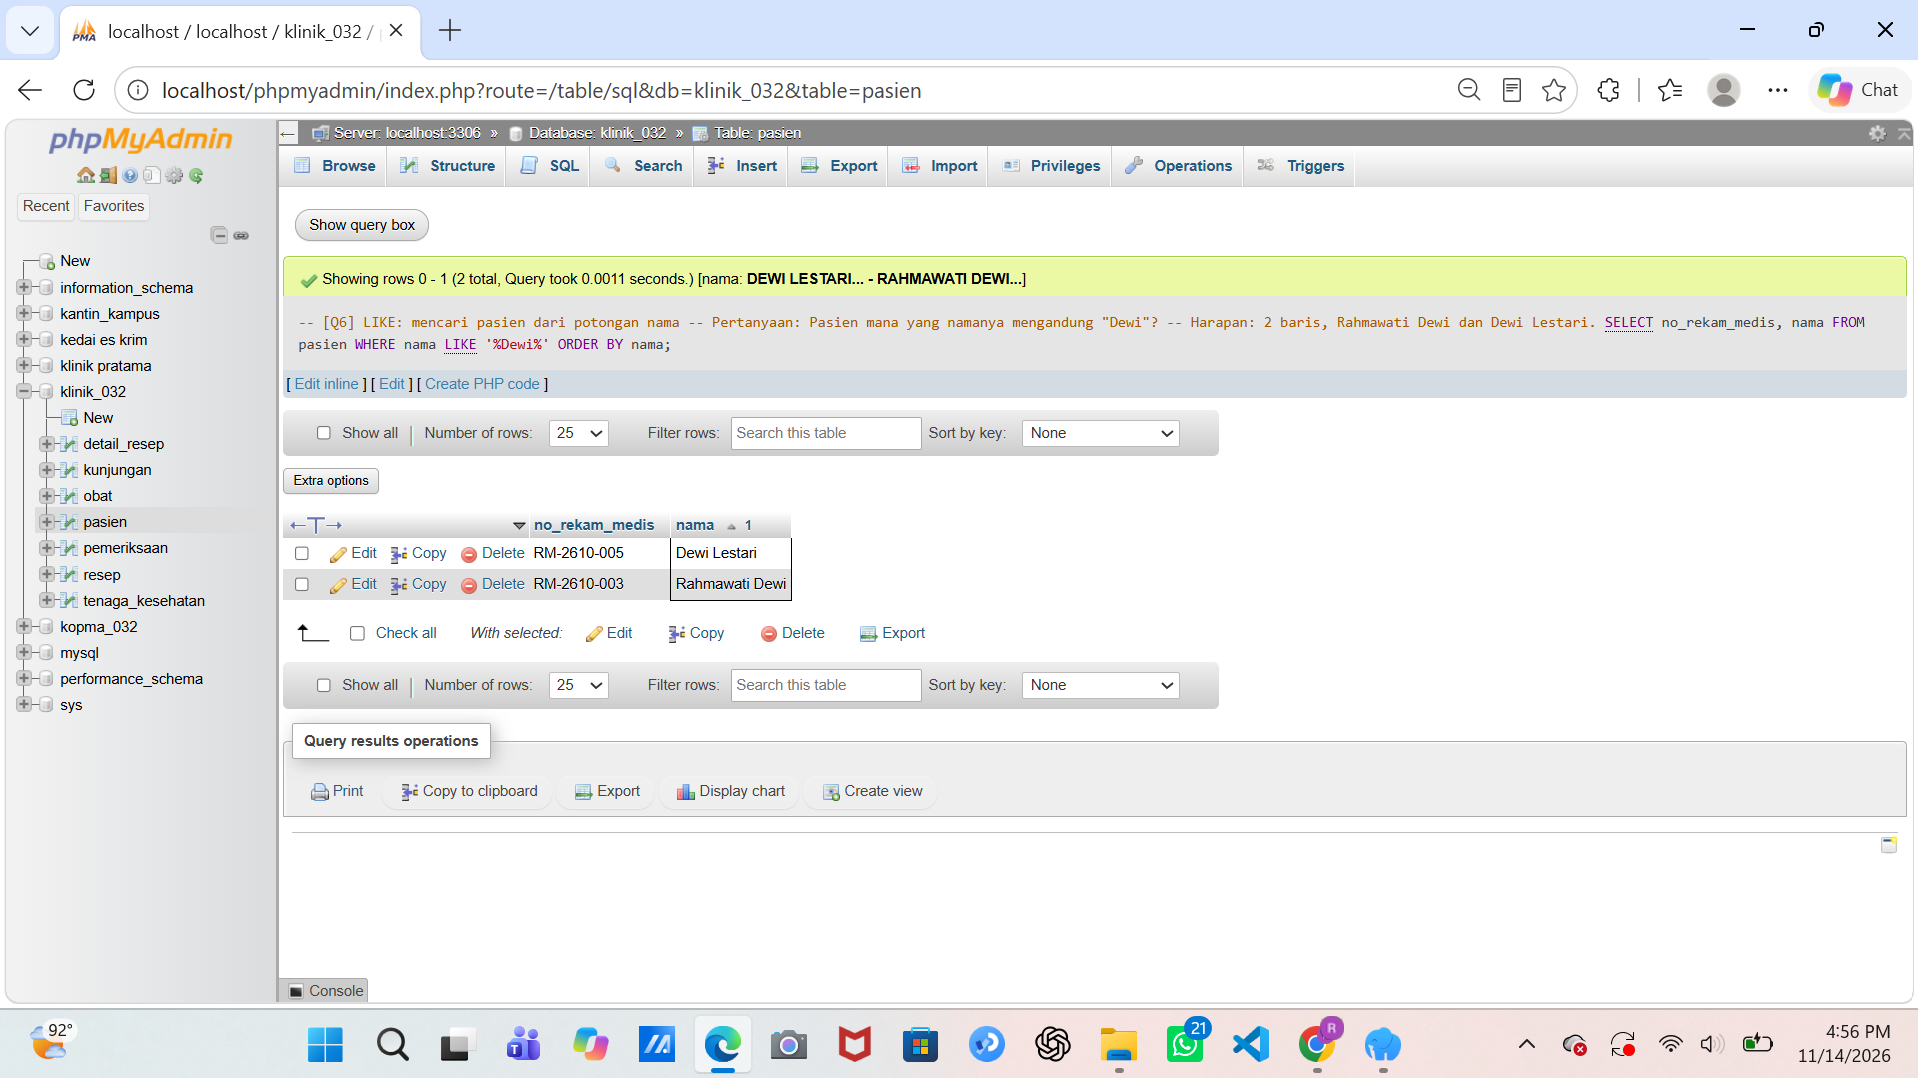 localhost / localhost / klinik_032 /
localhost/phpmyadmin/index.php?route=/table/sql&db=klinik_032&table=pasien
Chat
phpMyAdmin
Recent Favorites
New
information_schema
kantin_kampus
kedai es krim
klinik pratama
klinik_032
New
detail_resep
kunjungan
obat
pasien
pemeriksaan
resep
tenaga_kesehatan
kopma_032
mysql
performance_schema
sys
Server: localhost:3306 » Database: klinik_032 » Table: pasien
Browse Structure SQL Search Insert Export Import Privileges Operations Triggers
Show query box
Showing rows 0 - 1 (2 total, Query took 0.0011 seconds.) [nama: DEWI LESTARI... - RAHMAWATI DEWI...]
-- [Q6] LIKE: mencari pasien dari potongan nama -- Pertanyaan: Pasien mana yang namanya mengandung "Dewi"? -- Harapan: 2 baris, Rahmawati Dewi dan Dewi Lestari. SELECT no_rekam_medis, nama FROM
pasien WHERE nama LIKE '%Dewi%' ORDER BY nama;
[ Edit inline ] [ Edit ] [ Create PHP code ]
Show all | Number of rows: 25 Filter rows: Search this table Sort by key: None
Extra options
no_rekam_medis nama 1
Edit Copy Delete RM-2610-005 Dewi Lestari
Edit Copy Delete RM-2610-003 Rahmawati Dewi
Check all With selected: Edit Copy Delete Export
Show all | Number of rows: 25 Filter rows: Search this table Sort by key: None
Query results operations
Print Copy to clipboard Export Display chart Create view
Console
92°
21
R
4:56 PM
11/14/2026